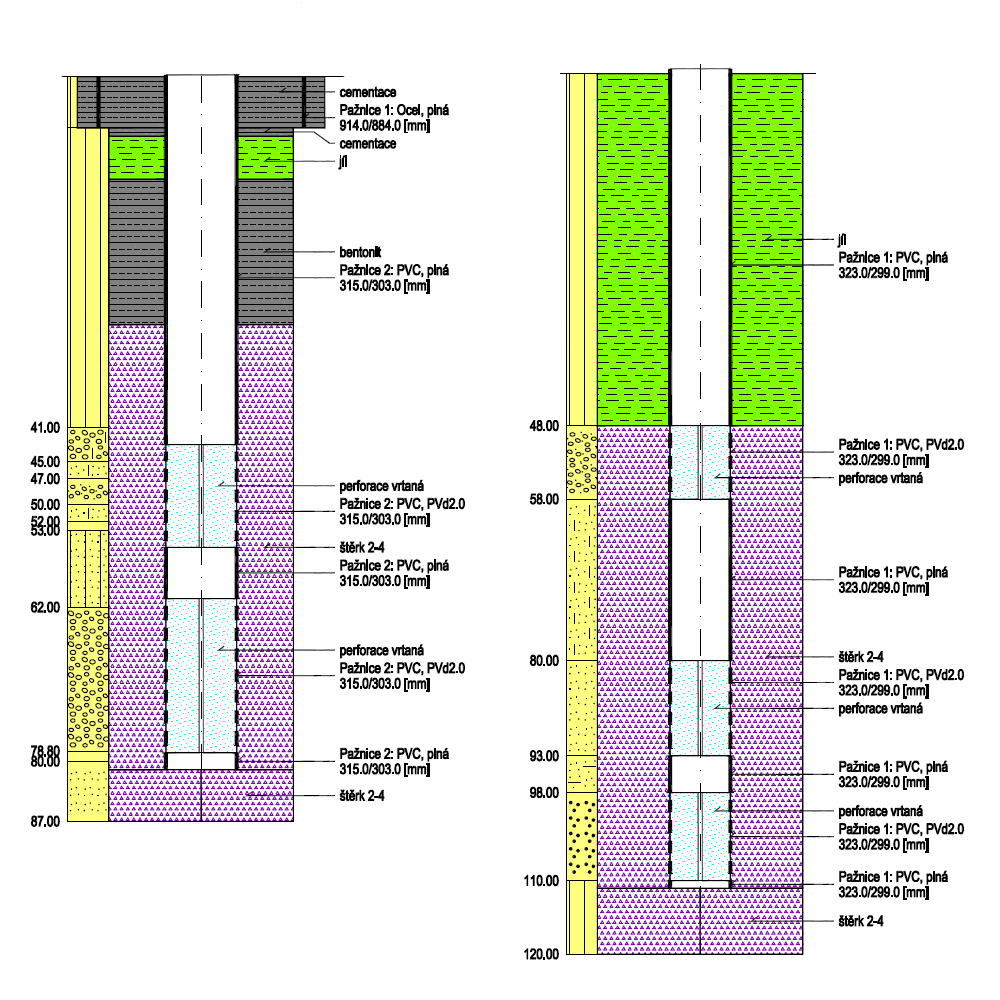 cementace
Pažnice 1: Ocel, plná
914.0/884.0 [mm]
cementace
jíl
bentonit
Pažnice 2: PVC, plná
315.0/303.0 [mm]
41.00
45.00
47.00
50.00
52.00
53.00
62.00
78.80
80.00
87.00
perforace vrtaná
Pažnice 2: PVC, PVd2.0
315.0/303.0 [mm]
štěrk 2-4
Pažnice 2: PVC, plná
315.0/303.0 [mm]
perforace vrtaná
Pažnice 2: PVC, PVd2.0
315.0/303.0 [mm]
Pažnice 2: PVC, plná
315.0/303.0 [mm]
štěrk 2-4
jíl
Pažnice 1: PVC, plná
323.0/299.0 [mm]
48.00
58.00
80.00
93.00
98.00
110.00
120.00
Pažnice 1: PVC, PVd2.0
323.0/299.0 [mm]
perforace vrtaná
Pažnice 1: PVC, plná
323.0/299.0 [mm]
štěrk 2-4
Pažnice 1: PVC, PVd2.0
323.0/299.0 [mm]
perforace vrtaná
Pažnice 1: PVC, plná
323.0/299.0 [mm]
perforace vrtaná
Pažnice 1: PVC, PVd2.0
323.0/299.0 [mm]
Pažnice 1: PVC, plná
323.0/299.0 [mm]
štěrk 2-4